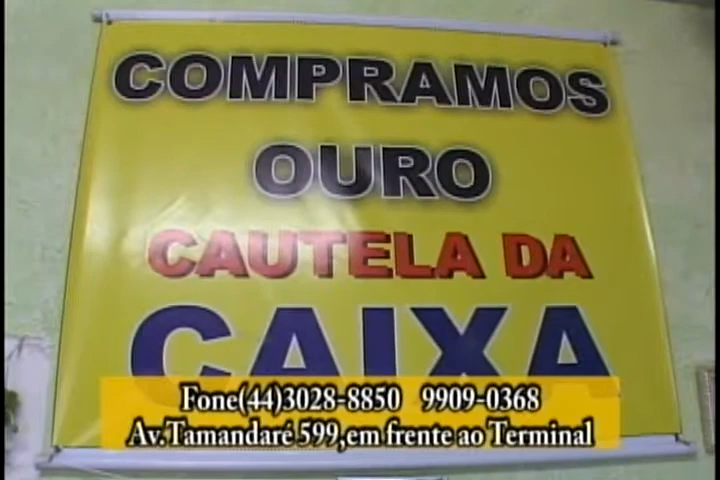 COMPRAMOS
OURO
CAUTELA DA
CAIXA
Fone(44)3028-8850 9909-0368
Av.Tamandaré 599,em frente ao Terminal